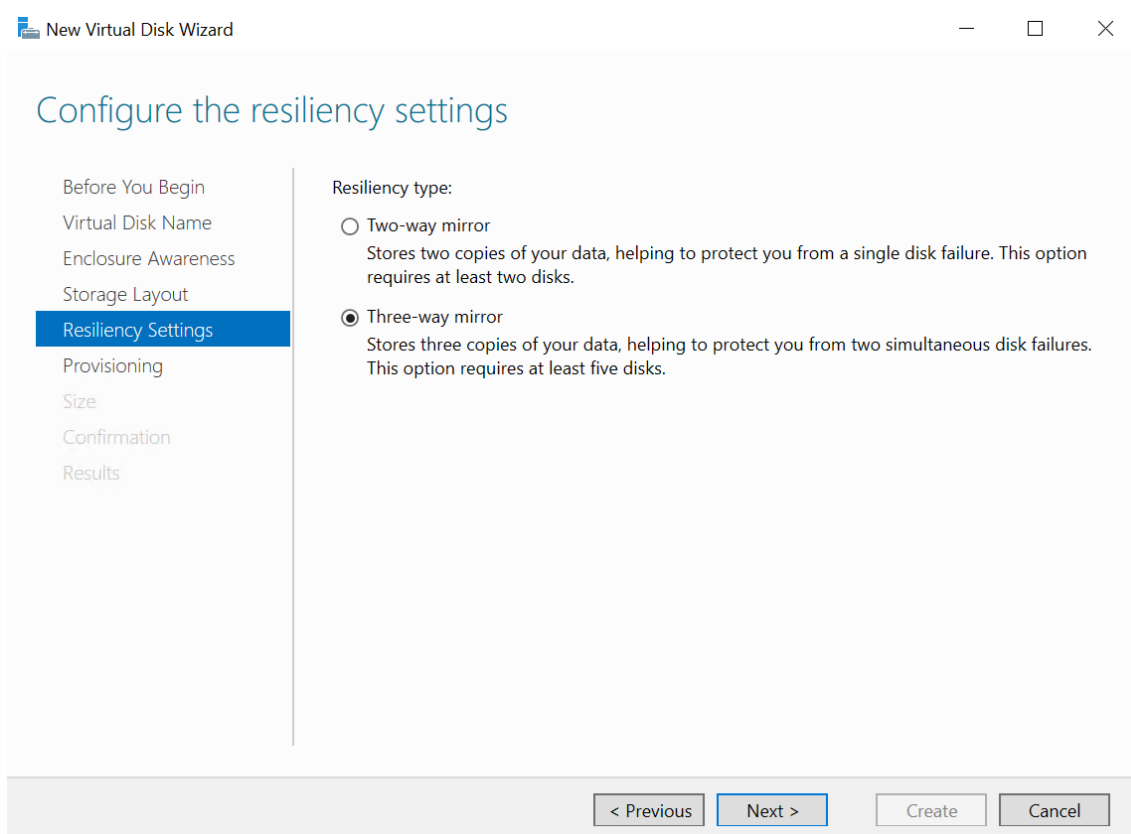 New Virtual Disk Wizard
Configure the resiliency settings
Before You Begin
Virtual Disk Name
Enclosure Awareness
Storage Layout
Resiliency Settings
Provisioning
Size
Confirmation
Results
Resiliency type:
Two-way mirror
Stores two copies of your data, helping to protect you from a single disk failure. This option
requires at least two disks.
Three-way mirror
Stores three copies of your data, helping to protect you from two simultaneous disk failures.
This option requires at least five disks.
< Previous
Next >
Create
Cancel